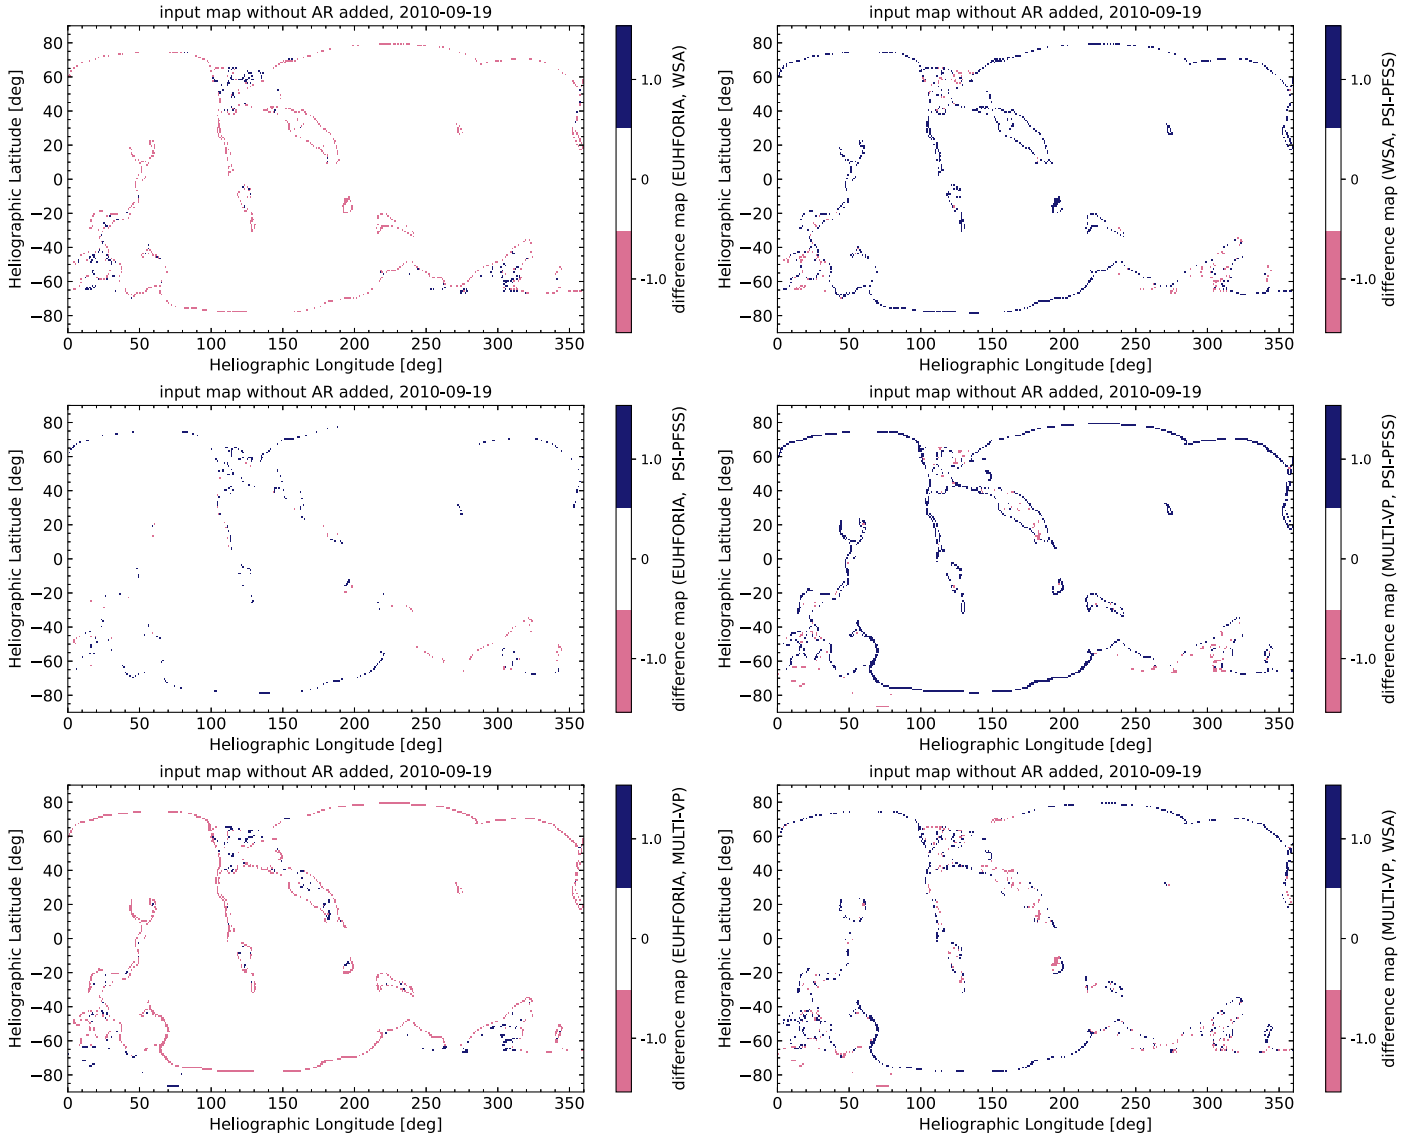 input map without AR added, 2010-09-19
80
60
40
20
0
−20
−40
−60
−80
Heliographic Latitude [deg]
0 50 100 150 200 250 300 350
Heliographic Longitude [deg]
1.0
0
-1.0
difference map (EUHFORIA, WSA)
input map without AR added, 2010-09-19
80
60
40
20
0
−20
−40
−60
−80
Heliographic Latitude [deg]
0 50 100 150 200 250 300 350
Heliographic Longitude [deg]
1.0
0
-1.0
difference map (WSA, PSI-PFSS)
input map without AR added, 2010-09-19
80
60
40
20
0
−20
−40
−60
−80
Heliographic Latitude [deg]
0 50 100 150 200 250 300 350
Heliographic Longitude [deg]
1.0
0
-1.0
difference map (EUHFORIA, PSI-PFSS)
input map without AR added, 2010-09-19
80
60
40
20
0
−20
−40
−60
−80
Heliographic Latitude [deg]
0 50 100 150 200 250 300 350
Heliographic Longitude [deg]
1.0
0
-1.0
difference map (MULTI-VP, PSI-PFSS)
input map without AR added, 2010-09-19
80
60
40
20
0
−20
−40
−60
−80
Heliographic Latitude [deg]
0 50 100 150 200 250 300 350
Heliographic Longitude [deg]
1.0
0
-1.0
difference map (EUHFORIA, MULTI-VP)
input map without AR added, 2010-09-19
80
60
40
20
0
−20
−40
−60
−80
Heliographic Latitude [deg]
0 50 100 150 200 250 300 350
Heliographic Longitude [deg]
1.0
0
-1.0
difference map (MULTI-VP, WSA)